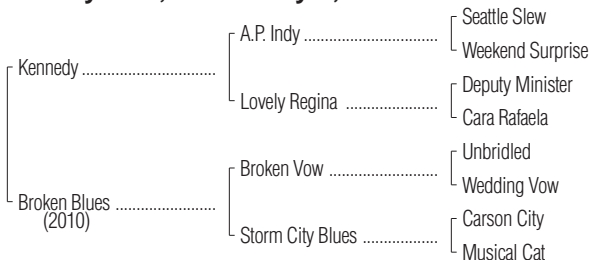 Seattle Slew
A.P. Indy
Weekend Surprise
Kennedy
Deputy Minister
Lovely Regina
Cara Rafaela
Unbridled
Broken Vow
Wedding Vow
Broken Blues
(2010)
Carson City
Storm City Blues
Musical Cat